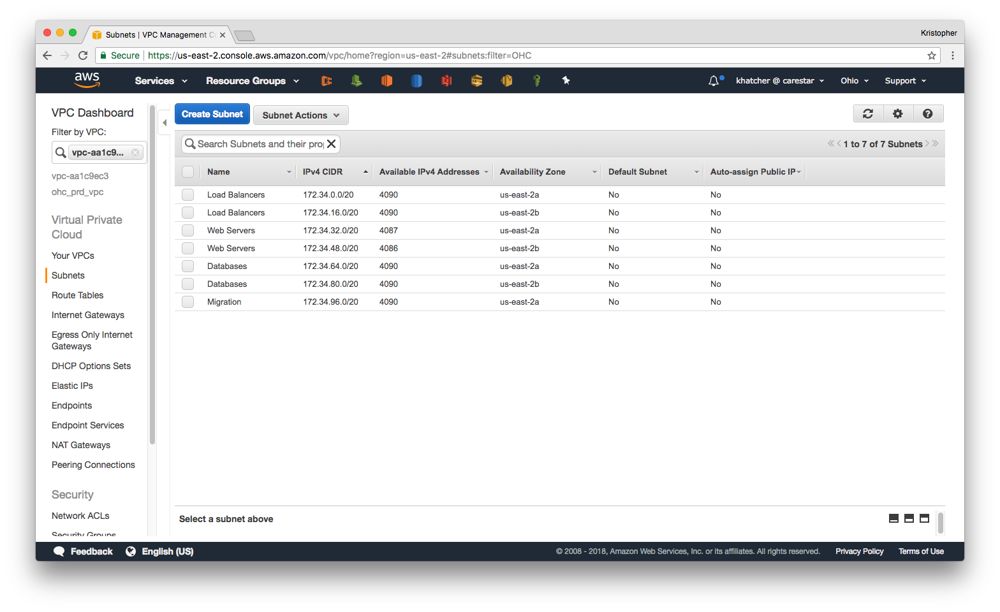 Subnets | VPC Management Co
Kristopher
Secure https://us-east-2.console.aws.amazon.com/vpc/home?region=us-east-2#subnets:filter=OHC
aws Services Resource Groups khatcher @ carestar Ohio Support
VPC Dashboard
Filter by VPC:
vpc-aa1c9...
vpc-aa1c9ec3
ohc_prd_vpc
Virtual Private
Cloud
Your VPCs
Subnets
Route Tables
Internet Gateways
Egress Only Internet
Gateways
DHCP Options Sets
Elastic IPs
Endpoints
Endpoint Services
NAT Gateways
Peering Connections
Security
Network ACLs
Security Groups
Create Subnet Subnet Actions
Search Subnets and their pro 1 to 7 of 7 Subnets
Name IPv4 CIDR Available IPv4 Addresses Availability Zone Default Subnet Auto-assign Public IP
Load Balancers 172.34.0.0/20 4090 us-east-2a No No
Load Balancers 172.34.16.0/20 4090 us-east-2b No No
Web Servers 172.34.32.0/20 4087 us-east-2a No No
Web Servers 172.34.48.0/20 4086 us-east-2b No No
Databases 172.34.64.0/20 4090 us-east-2a No No
Databases 172.34.80.0/20 4090 us-east-2b No No
Migration 172.34.96.0/20 4090 us-east-2a No No
Select a subnet above
Feedback English (US) © 2008 - 2018, Amazon Web Services, Inc. or its affiliates. All rights reserved. Privacy Policy Terms of Use